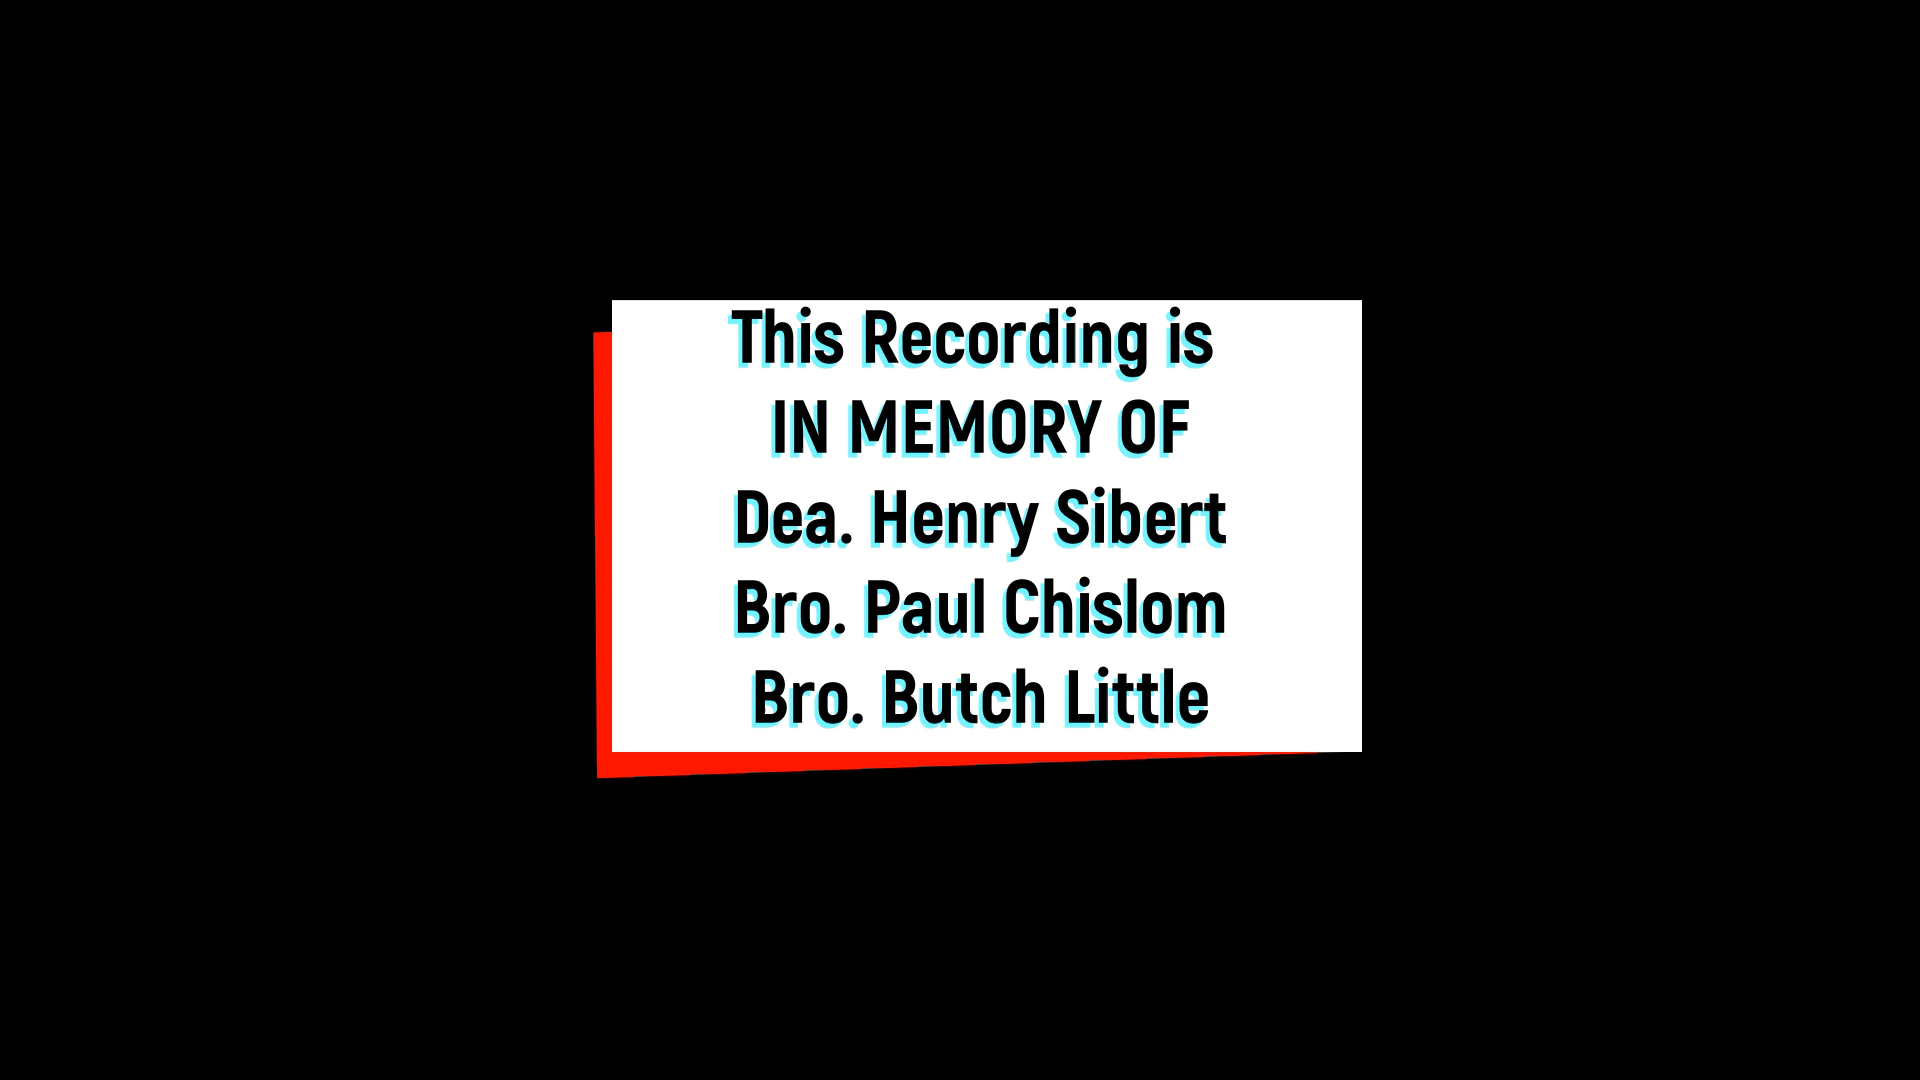 This Recording is
IN MEMORY OF
Dea. Henry Sibert
Bro. Paul Chislom
Bro. Butch Little